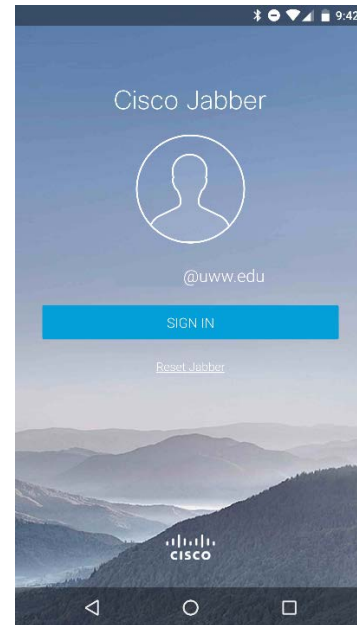 9:42
Cisco Jabber
@uww.edu
SIGN IN
Reset Jabber
CISCO